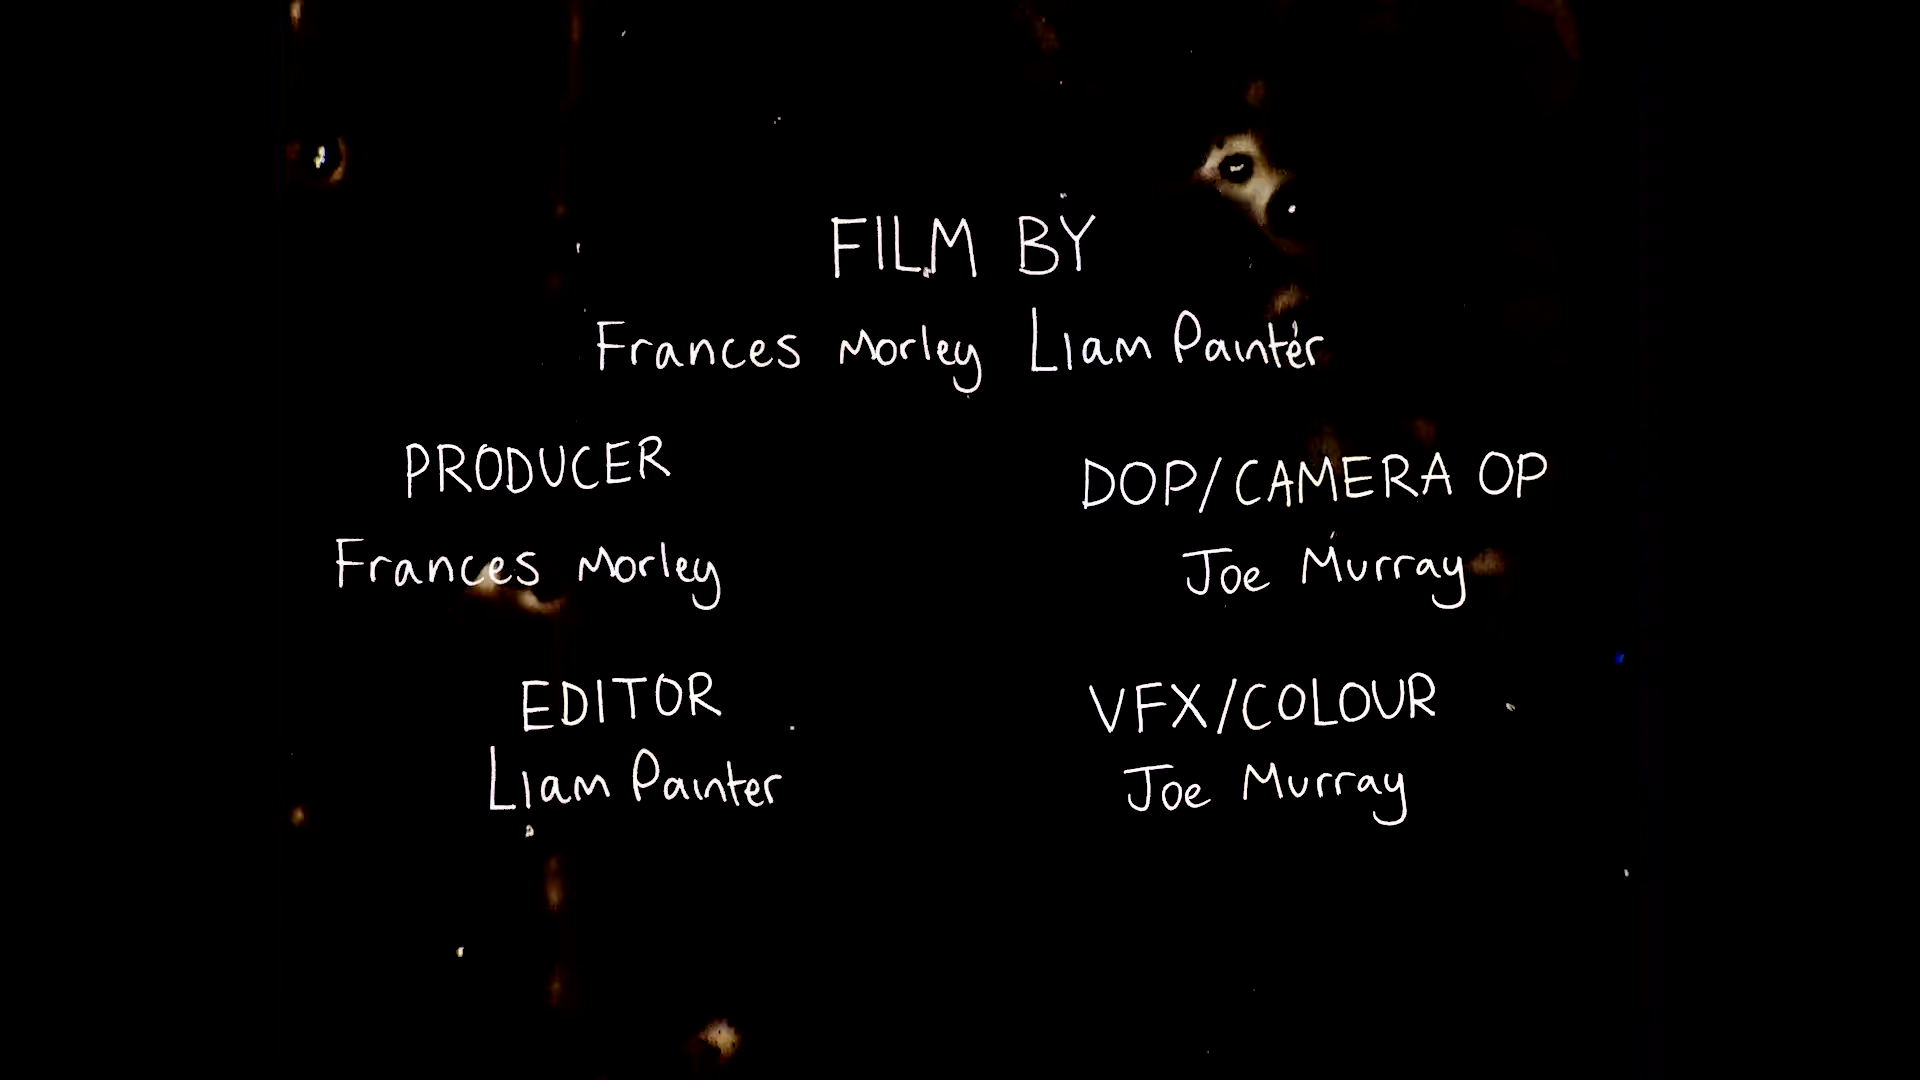 FILM BY
Frances Morley Liam Painter
PRODUCER
Frances Morley
DOP/CAMERA OP
Joe Murray
EDITOR
Liam Painter
VFX/COLOUR
Joe Murray